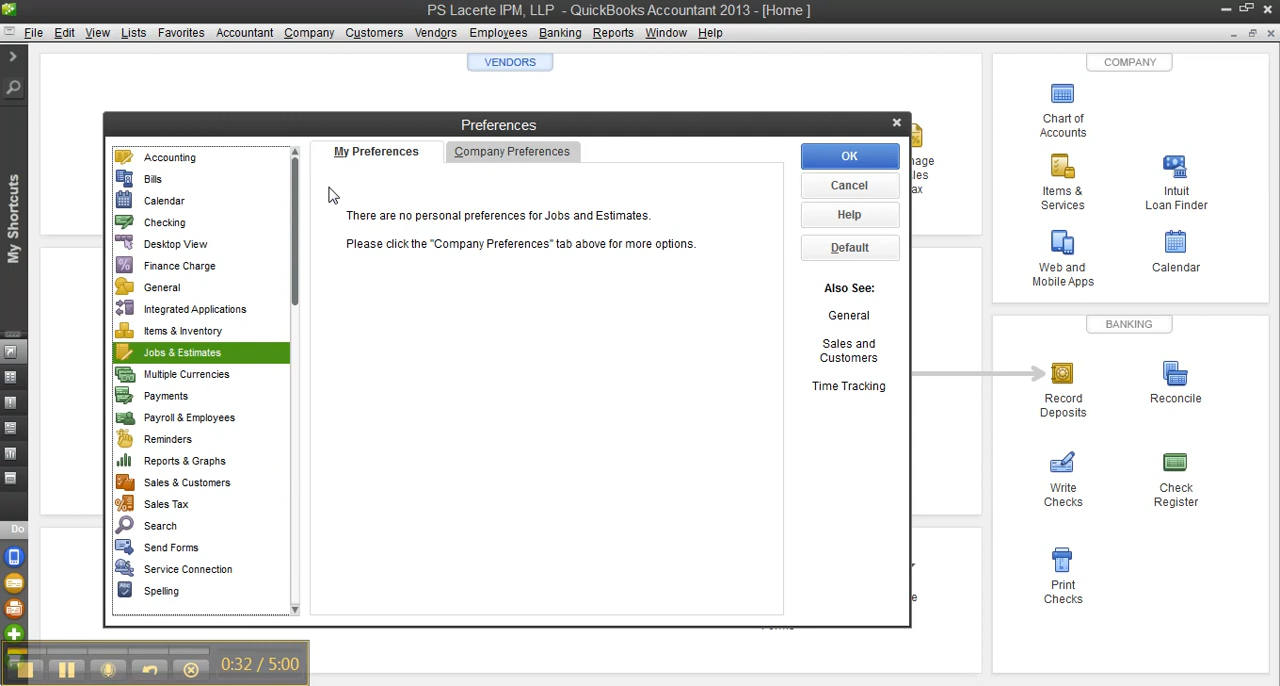 PS Lacerte IPM, LLP - QuickBooks Accountant 2013 - [Home ]
File Edit View Lists Favorites Accountant Company Customers Vendors Employees Banking Reports Window Help
VENDORS
COMPANY
My Shortcuts
Do
Preferences
My Preferences
Company Preferences
Accounting
Bills
Calendar
Checking
Desktop View
Finance Charge
General
Integrated Applications
Items & Inventory
Jobs & Estimates
Multiple Currencies
Payments
Payroll & Employees
Reminders
Reports & Graphs
Sales & Customers
Sales Tax
Search
Send Forms
Service Connection
Spelling
There are no personal preferences for Jobs and Estimates.
Please click the "Company Preferences" tab above for more options.
OK
Cancel
Help
Default
Also See:
General
Sales and
Customers
Time Tracking
nage
les
ax
Chart of
Accounts
Items &
Services
Intuit
Loan Finder
Web and
Mobile Apps
Calendar
BANKING
Record
Deposits
Reconcile
Write
Checks
Check
Register
Print
Checks
0:32 / 5:00